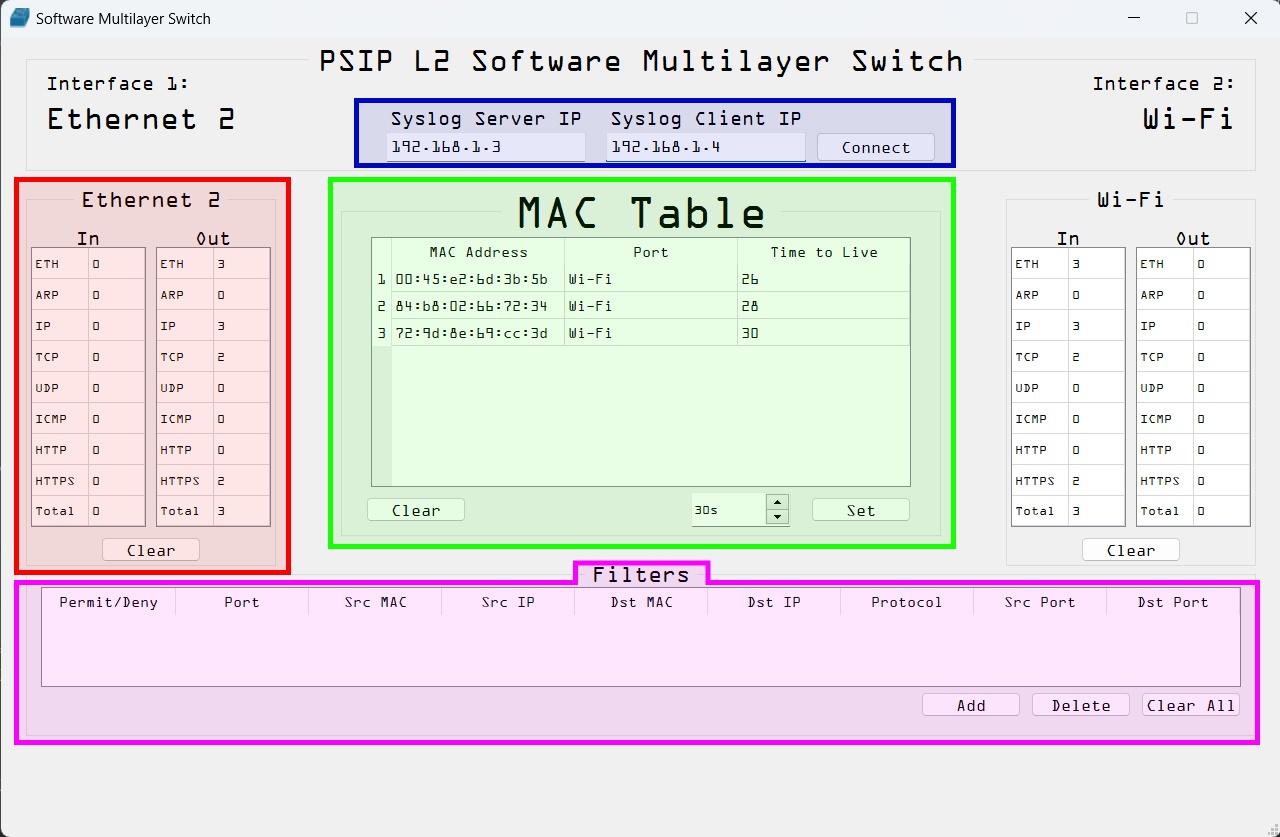 Software Multilayer Switch
PSIP L2 Software Multilayer Switch
Interface 1:
Ethernet 2
Interface 2:
Wi-Fi
Syslog Server IP Syslog Client IP
192.168.1.3 192.168.1.4 Connect
Ethernet 2
In Out
ETH 0 ETH 3
ARP 0 ARP 0
IP 0 IP 3
TCP 0 TCP 2
UDP 0 UDP 0
ICMP 0 ICMP 0
HTTP 0 HTTP 0
HTTPS 0 HTTPS 2
Total 0 Total 3
Clear
MAC Table
MAC Address Port Time to Live
1 00:45:e2:6d:3b:5b Wi-Fi 26
2 84:b8:02:66:72:34 Wi-Fi 28
3 72:9d:8e:69:cc:3d Wi-Fi 30
Clear 30s Set
Wi-Fi
In Out
ETH 3 ETH 0
ARP 0 ARP 0
IP 3 IP 0
TCP 2 TCP 0
UDP 0 UDP 0
ICMP 0 ICMP 0
HTTP 0 HTTP 0
HTTPS 2 HTTPS 0
Total 3 Total 0
Clear
Filters
Permit/Deny Port Src MAC Src IP Dst MAC Dst IP Protocol Src Port Dst Port
Add Delete Clear All